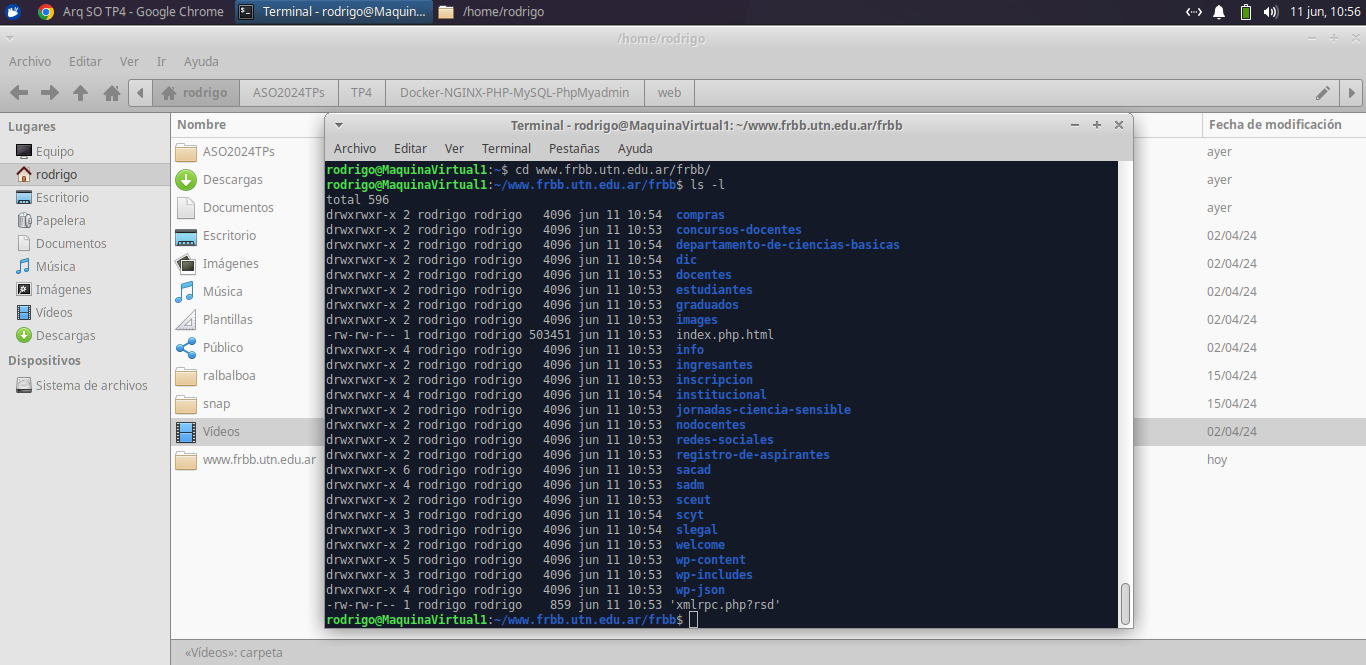 Arq SO TP4 - Google Chrome
Terminal - rodrigo@Maquin...
/home/rodrigo
11 jun, 10:56
/home/rodrigo
Archivo Editar Ver Ir Ayuda
rodrigo ASO2024TPs TP4 Docker-NGINX-PHP-MySQL-PhpMyadmin web
Lugares
Equipo
rodrigo
Escritorio
Papelera
Documentos
Música
Imágenes
Vídeos
Descargas
Dispositivos
Sistema de archivos
Nombre
ASO2024TPs
Descargas
Documentos
Escritorio
Imágenes
Música
Plantillas
Público
ralbalboa
snap
Vídeos
www.frbb.utn.edu.ar
Terminal - rodrigo@MaquinaVirtual1: ~/www.frbb.utn.edu.ar/frbb
Archivo Editar Ver Terminal Pestañas Ayuda
rodrigo@MaquinaVirtual1:~$ cd www.frbb.utn.edu.ar/frbb/
rodrigo@MaquinaVirtual1:~/www.frbb.utn.edu.ar/frbb$ ls -l
total 596
drwxrwxr-x 2 rodrigo rodrigo   4096 jun 11 10:54  compras
drwxrwxr-x 2 rodrigo rodrigo   4096 jun 11 10:53  concursos-docentes
drwxrwxr-x 2 rodrigo rodrigo   4096 jun 11 10:54  departamento-de-ciencias-basicas
drwxrwxr-x 2 rodrigo rodrigo   4096 jun 11 10:54  dic
drwxrwxr-x 2 rodrigo rodrigo   4096 jun 11 10:53  docentes
drwxrwxr-x 2 rodrigo rodrigo   4096 jun 11 10:53  estudiantes
drwxrwxr-x 2 rodrigo rodrigo   4096 jun 11 10:53  graduados
drwxrwxr-x 2 rodrigo rodrigo   4096 jun 11 10:53  images
-rw-rw-r-- 1 rodrigo rodrigo 503451 jun 11 10:53  index.php.html
drwxrwxr-x 4 rodrigo rodrigo   4096 jun 11 10:53  info
drwxrwxr-x 2 rodrigo rodrigo   4096 jun 11 10:53  ingresantes
drwxrwxr-x 2 rodrigo rodrigo   4096 jun 11 10:53  inscripcion
drwxrwxr-x 4 rodrigo rodrigo   4096 jun 11 10:53  institucional
drwxrwxr-x 2 rodrigo rodrigo   4096 jun 11 10:53  jornadas-ciencia-sensible
drwxrwxr-x 2 rodrigo rodrigo   4096 jun 11 10:53  nodocentes
drwxrwxr-x 2 rodrigo rodrigo   4096 jun 11 10:53  redes-sociales
drwxrwxr-x 2 rodrigo rodrigo   4096 jun 11 10:53  registro-de-aspirantes
drwxrwxr-x 6 rodrigo rodrigo   4096 jun 11 10:53  sacad
drwxrwxr-x 4 rodrigo rodrigo   4096 jun 11 10:53  sadm
drwxrwxr-x 2 rodrigo rodrigo   4096 jun 11 10:53  sceut
drwxrwxr-x 3 rodrigo rodrigo   4096 jun 11 10:54  scyt
drwxrwxr-x 3 rodrigo rodrigo   4096 jun 11 10:54  slegal
drwxrwxr-x 2 rodrigo rodrigo   4096 jun 11 10:53  welcome
drwxrwxr-x 5 rodrigo rodrigo   4096 jun 11 10:53  wp-content
drwxrwxr-x 3 rodrigo rodrigo   4096 jun 11 10:53  wp-includes
drwxrwxr-x 4 rodrigo rodrigo   4096 jun 11 10:53  wp-json
-rw-rw-r-- 1 rodrigo rodrigo    859 jun 11 10:53 'xmlrpc.php?rsd'
rodrigo@MaquinaVirtual1:~/www.frbb.utn.edu.ar/frbb$
Fecha de modificación
ayer
ayer
ayer
02/04/24
02/04/24
02/04/24
02/04/24
02/04/24
15/04/24
15/04/24
02/04/24
hoy
«Vídeos»: carpeta